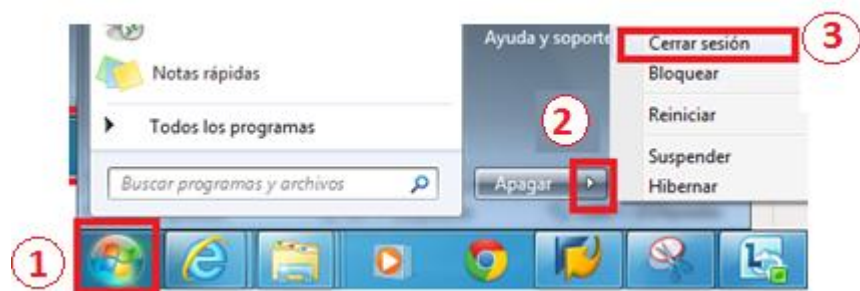 Ayuda y soporte
Cerrar sesión
3
Notas rápidas
Bloquear
Todos los programas
2
Reiniciar
Buscar programas y archivos
Apagar
Suspender
Hibernar
1